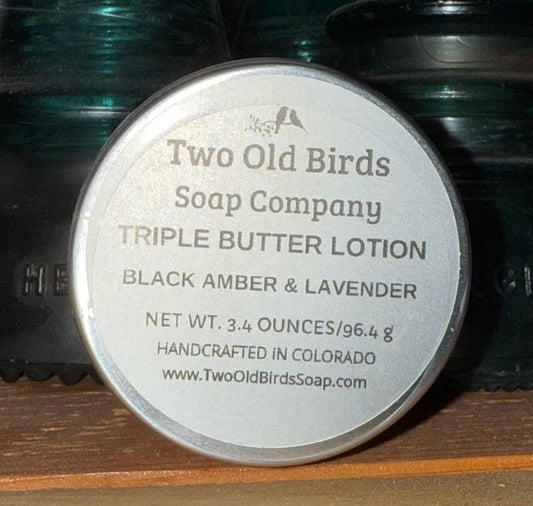 Two Old Birds
Soap Company
TRIPLE BUTTER LOTION
BLACK AMBER & LAVENDER
NET WT. 3.4 OUNCES/96.4 g
HANDCRAFTED iN COLORADO
www.TwoOldBirdsSoap.com